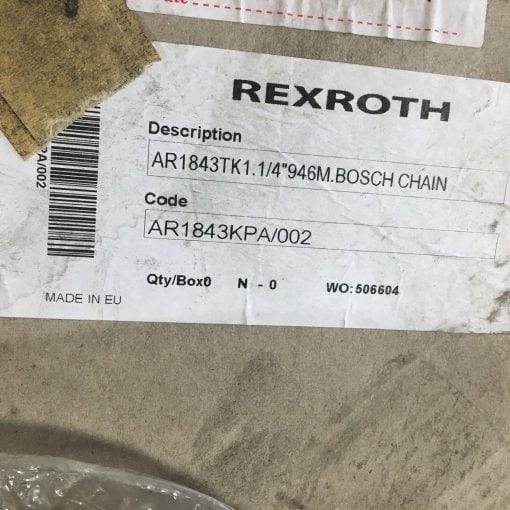 REXROTH
Description
AR1843TK1.1/4"946M.BOSCH CHAIN
Code
AR1843KPA/002
PA/002
Qty/Box0 N - 0 WO:506604
MADE IN EU